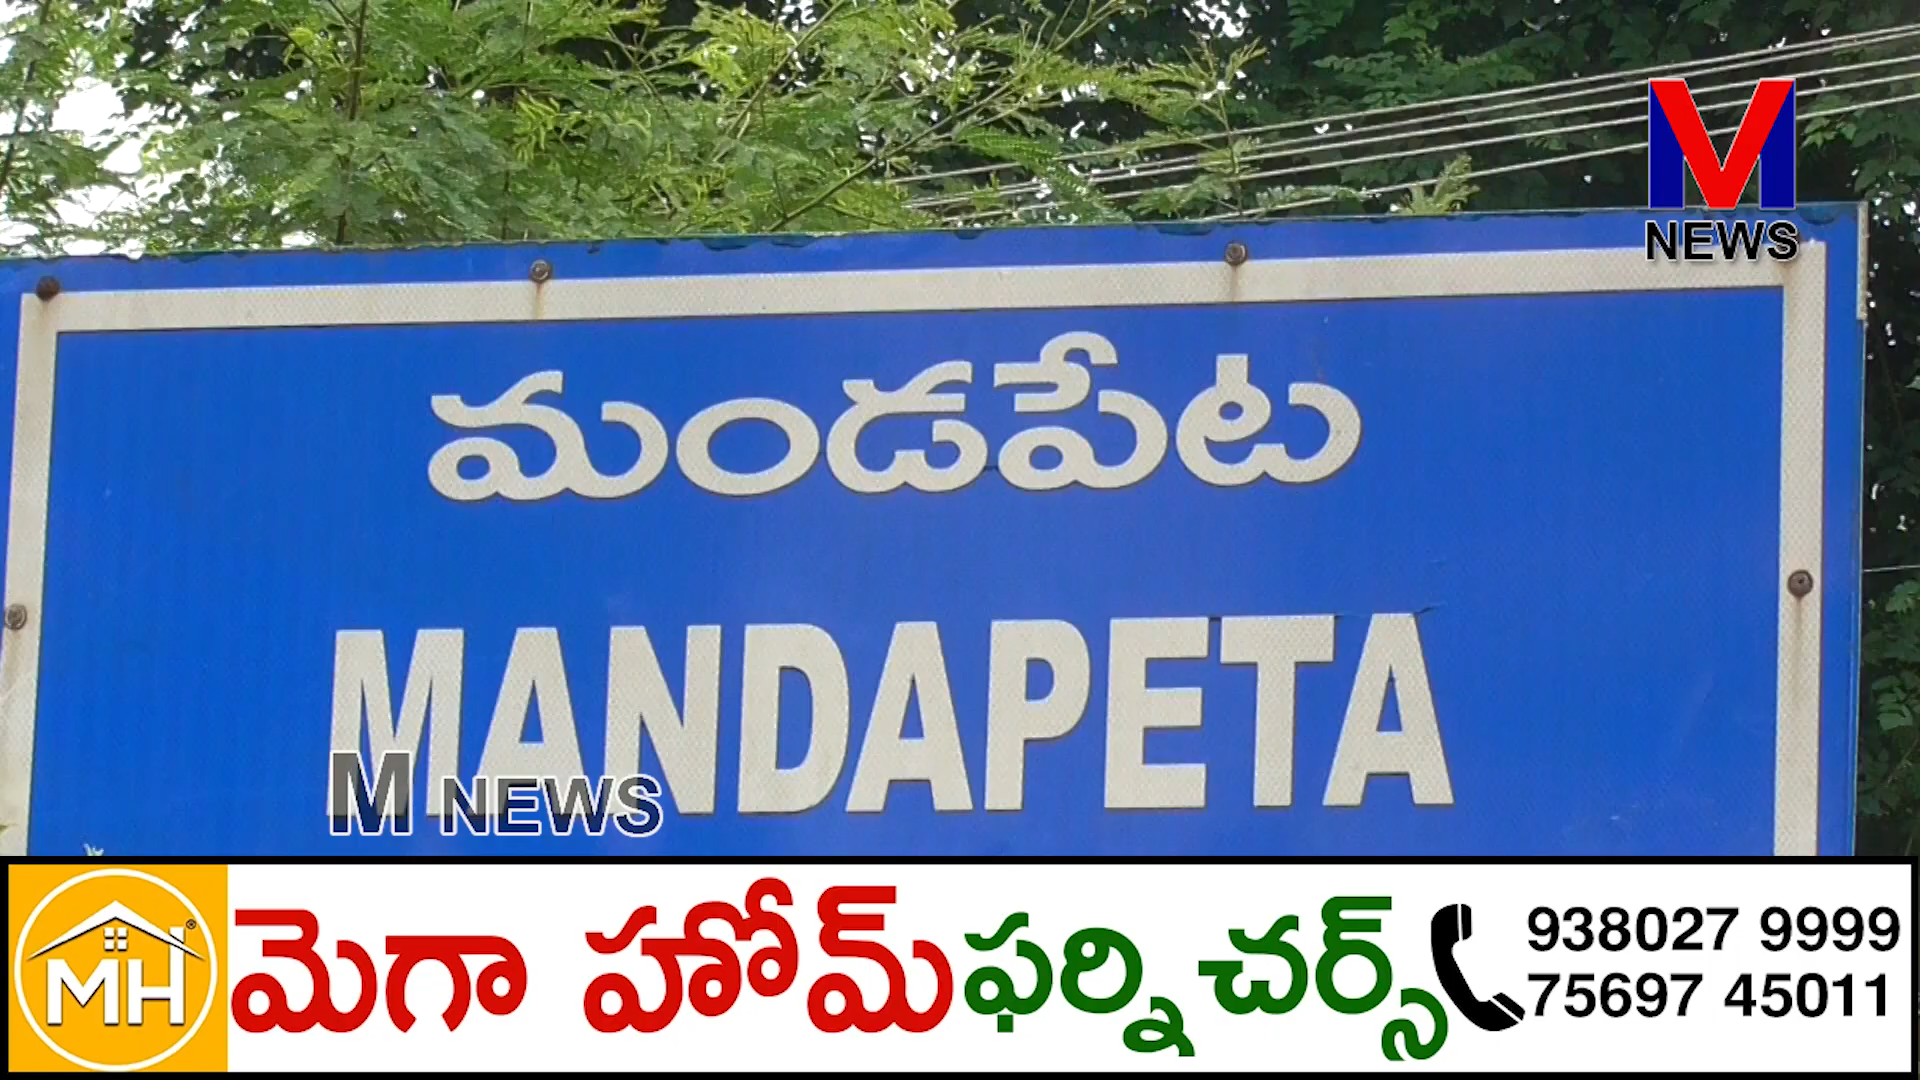 M
NEWS
మండపేట
MANDAPETA
M NEWS
MH®
మెగా హోమ్ ఫర్నిచర్స్
938027 9999
75697 45011